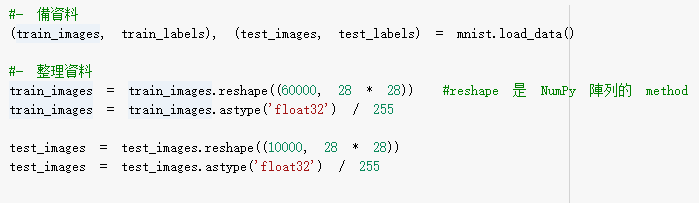 #- 備資料
(train_images, train_labels), (test_images, test_labels) = mnist.load_data()
#- 整理資料
train_images = train_images.reshape((60000, 28 * 28)) #reshape 是 NumPy 陣列的 method
train_images = train_images.astype('float32') / 255
test_images = test_images.reshape((10000, 28 * 28))
test_images = test_images.astype('float32') / 255